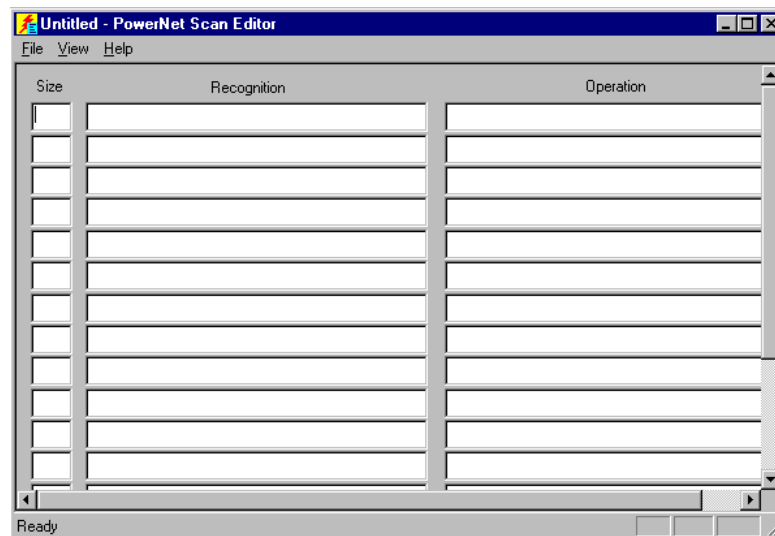 Untitled - PowerNet Scan Editor
File View Help
Size Recognition Operation
Ready